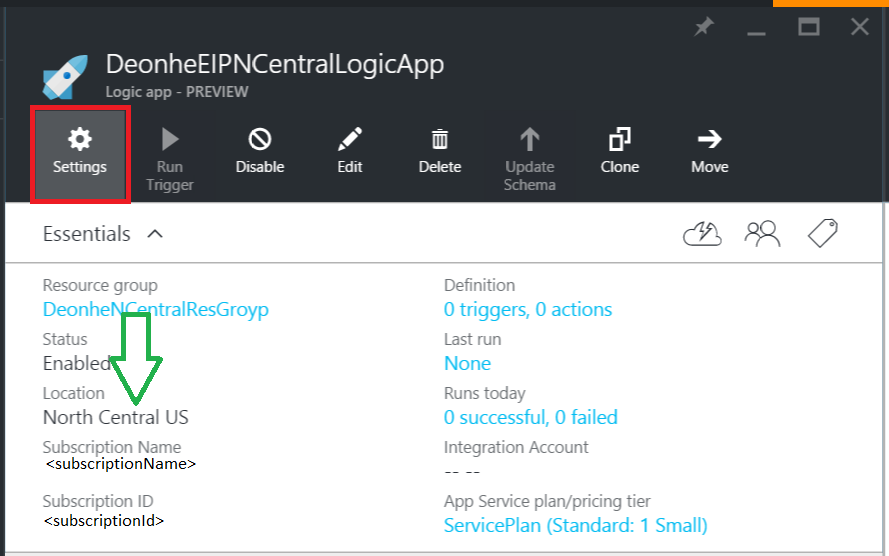 DeonheEIPNCentralLogicApp
Logic app - PREVIEW
Settings
Run
Trigger
Disable
Edit
Delete
Update
Schema
Clone
Move
Essentials
Resource group
DeonheNCentralResGroyp
Status
Enabled
Location
North Central US
Subscription Name
<subscriptionName>
Subscription ID
<subscriptionId>
Definition
0 triggers, 0 actions
Last run
None
Runs today
0 successful, 0 failed
Integration Account
-- --
App Service plan/pricing tier
ServicePlan (Standard: 1 Small)